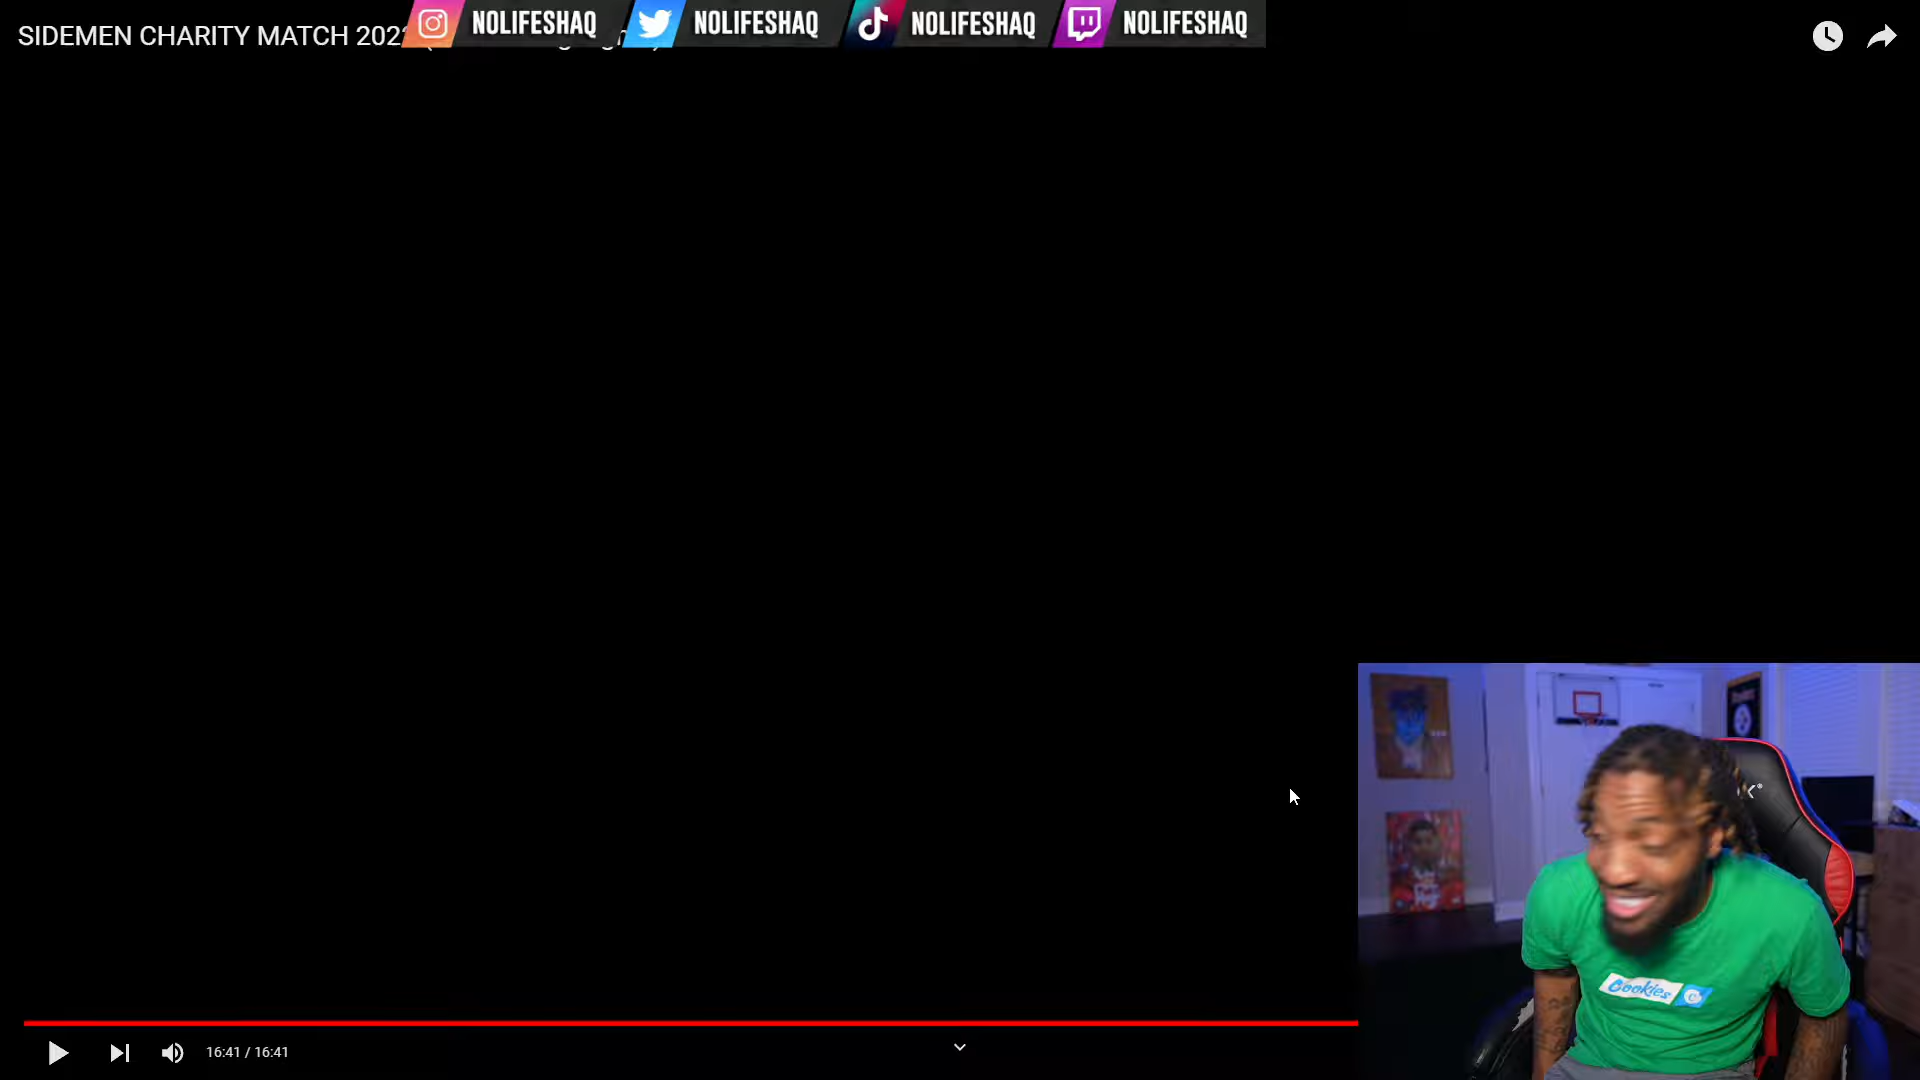 SIDEMEN CHARITY MATCH 202
NOLIFESHAQ
NOLIFESHAQ
NOLIFESHAQ
NOLIFESHAQ
Cookies
16:41 / 16:41